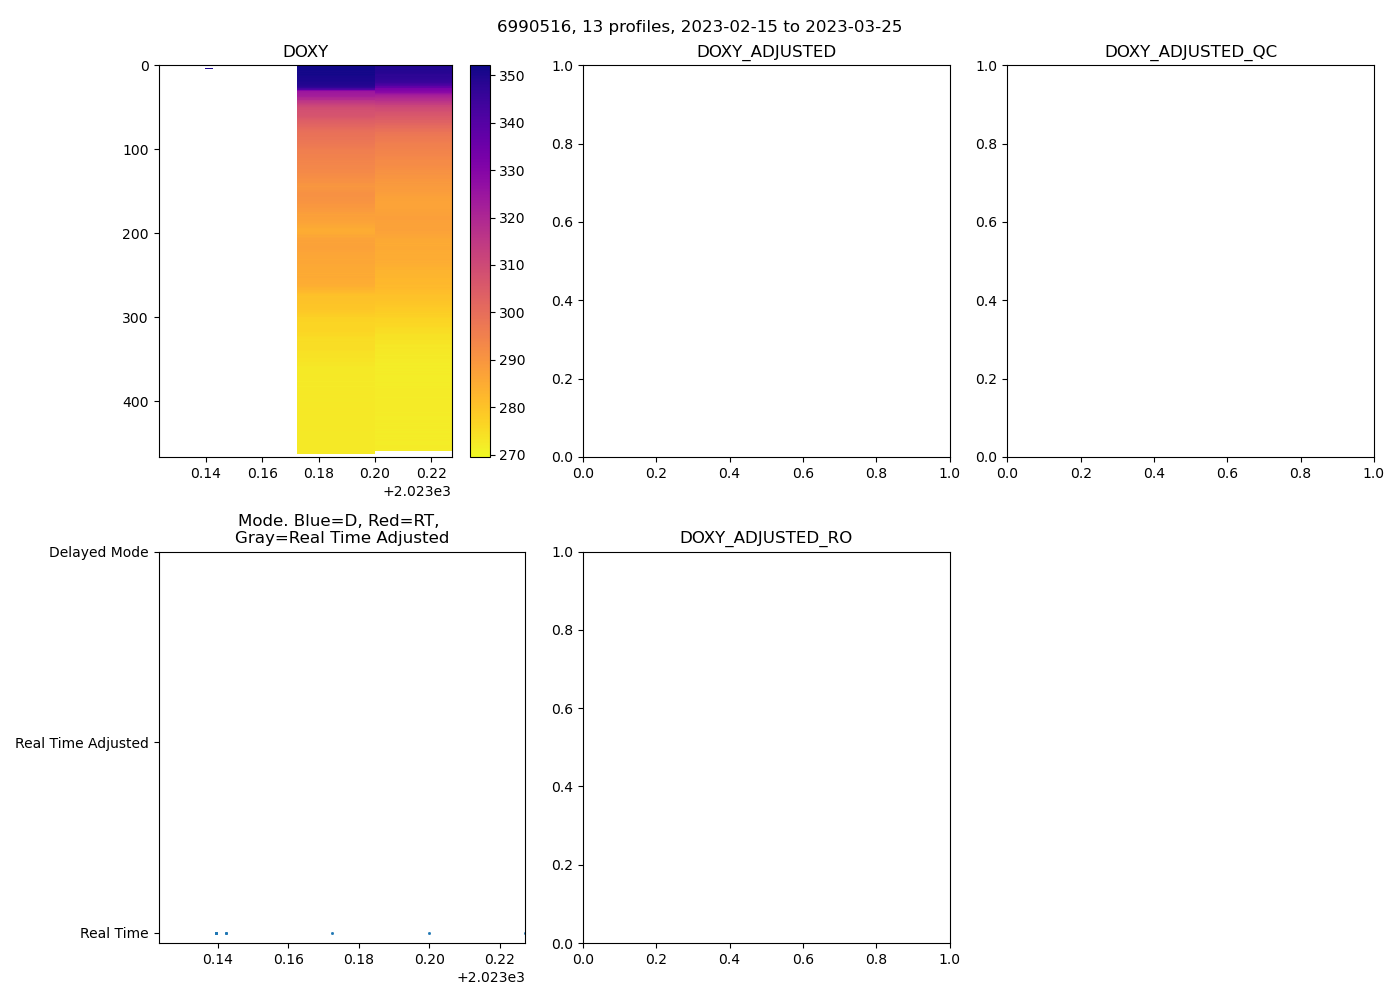 6990516, 13 profiles, 2023-02-15 to 2023-03-25
DOXY
0
100
200
300
400
0.14 0.16 0.18 0.20 0.22
+2.023e3
350
340
330
320
310
300
290
280
270
DOXY_ADJUSTED
1.0
0.8
0.6
0.4
0.2
0.0
0.0 0.2 0.4 0.6 0.8 1.0
DOXY_ADJUSTED_QC
1.0
0.8
0.6
0.4
0.2
0.0
0.0 0.2 0.4 0.6 0.8 1.0
Mode. Blue=D, Red=RT,
Gray=Real Time Adjusted
Delayed Mode
Real Time Adjusted
Real Time
0.14 0.16 0.18 0.20 0.22
+2.023e3
DOXY_ADJUSTED_RO
1.0
0.8
0.6
0.4
0.2
0.0
0.0 0.2 0.4 0.6 0.8 1.0